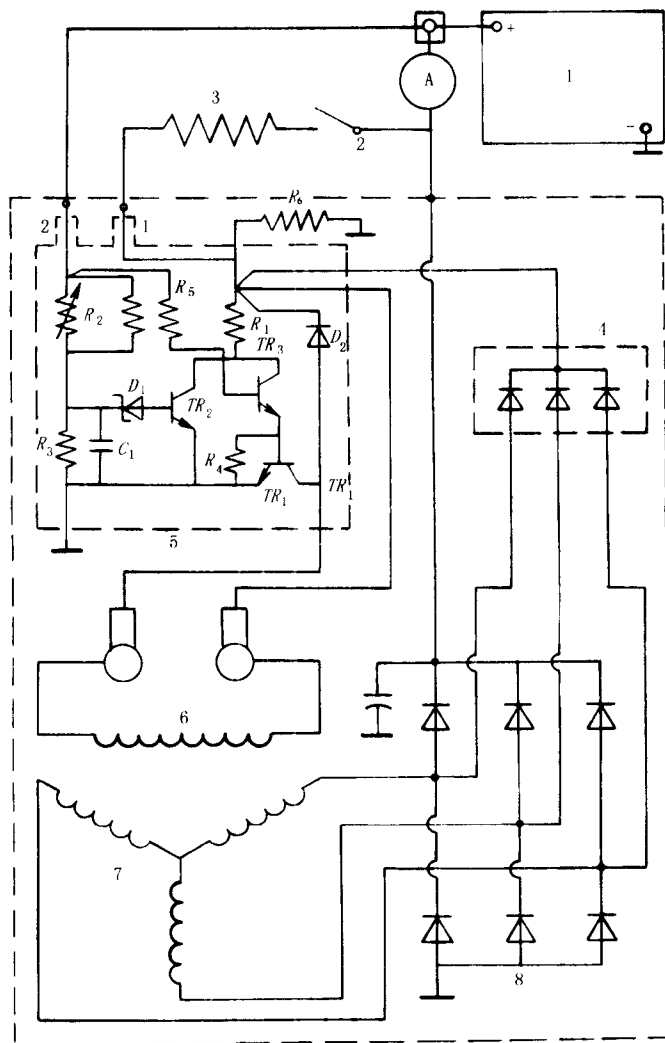 +
1
A
3
-
2
R₆
2
1
R₅
R₂
R₁
D₂
4
TR₃
D₁
TR₂
R₃
C₁
R₄
TR₁
TR₁
5
6
7
8